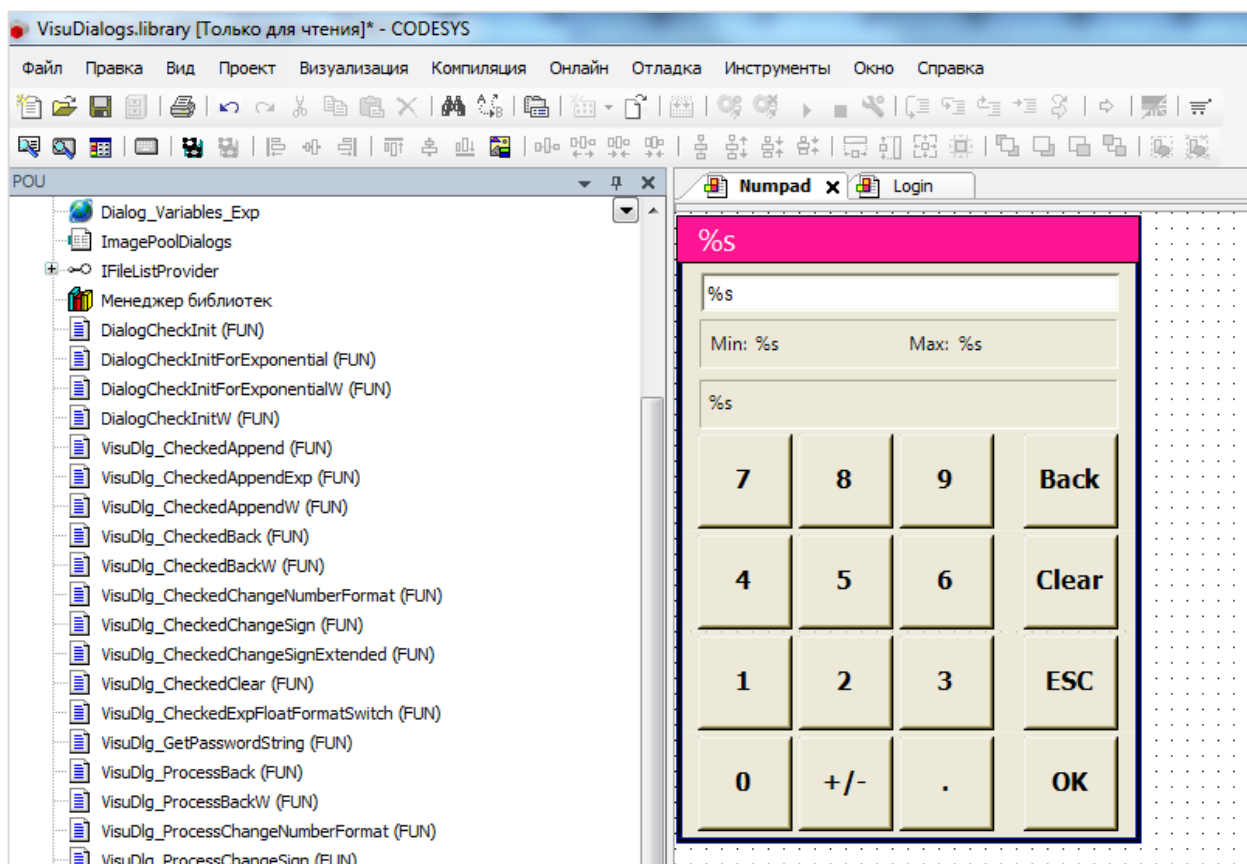 VisuDialogs.library [Только для чтения]* - CODESYS
Файл Правка Вид Проект Визуализация Компиляция Онлайн Отладка Инструменты Окно Справка
POU
Dialog_Variables_Exp
ImagePoolDialogs
IFileListProvider
Менеджер библиотек
DialogCheckInit (FUN)
DialogCheckInitForExponential (FUN)
DialogCheckInitForExponentialW (FUN)
DialogCheckInitW (FUN)
VisuDlg_CheckedAppend (FUN)
VisuDlg_CheckedAppendExp (FUN)
VisuDlg_CheckedAppendW (FUN)
VisuDlg_CheckedBack (FUN)
VisuDlg_CheckedBackW (FUN)
VisuDlg_CheckedChangeNumberFormat (FUN)
VisuDlg_CheckedChangeSign (FUN)
VisuDlg_CheckedChangeSignExtended (FUN)
VisuDlg_CheckedClear (FUN)
VisuDlg_CheckedExpFloatFormatSwitch (FUN)
VisuDlg_GetPasswordString (FUN)
VisuDlg_ProcessBack (FUN)
VisuDlg_ProcessBackW (FUN)
VisuDlg_ProcessChangeNumberFormat (FUN)
VisuDlg_ProcessChangeSign (FUN)
Numpad Login
%s
%s
Min: %s Max: %s
%s
7 8 9 Back
4 5 6 Clear
1 2 3 ESC
0 +/- . OK